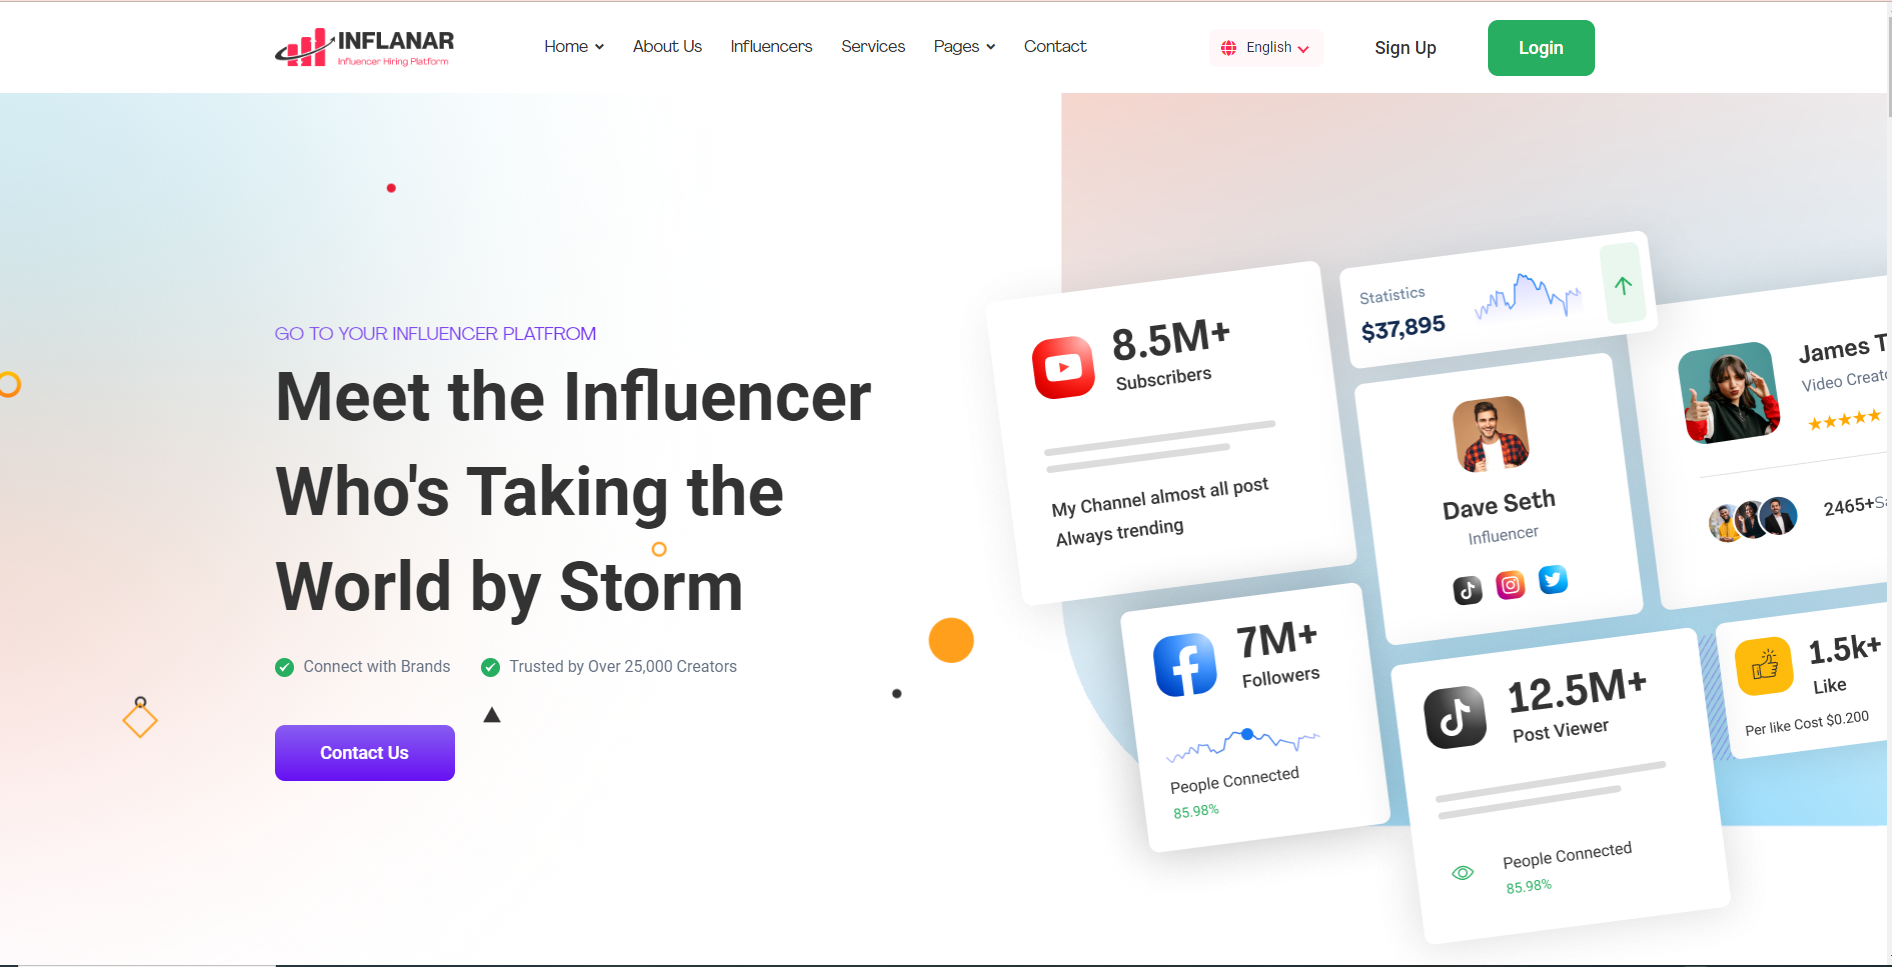 INFLANAR
Influencer Hiring Platform
Home
About Us
Influencers
Services
Pages
Contact
English
Sign Up
Login
GO TO YOUR INFLUENCER PLATFROM
Meet the Influencer
Who's Taking the
World by Storm
Connect with Brands
Trusted by Over 25,000 Creators
Contact Us
8.5M+
Subscribers
My Channel almost all post
Always trending
Statistics
$37,895
Dave Seth
Influencer
James T
Video Creato
2465+
7M+
Followers
People Connected
85.98%
12.5M+
Post Viewer
People Connected
85.98%
1.5k+
Like
Per like Cost $0.200